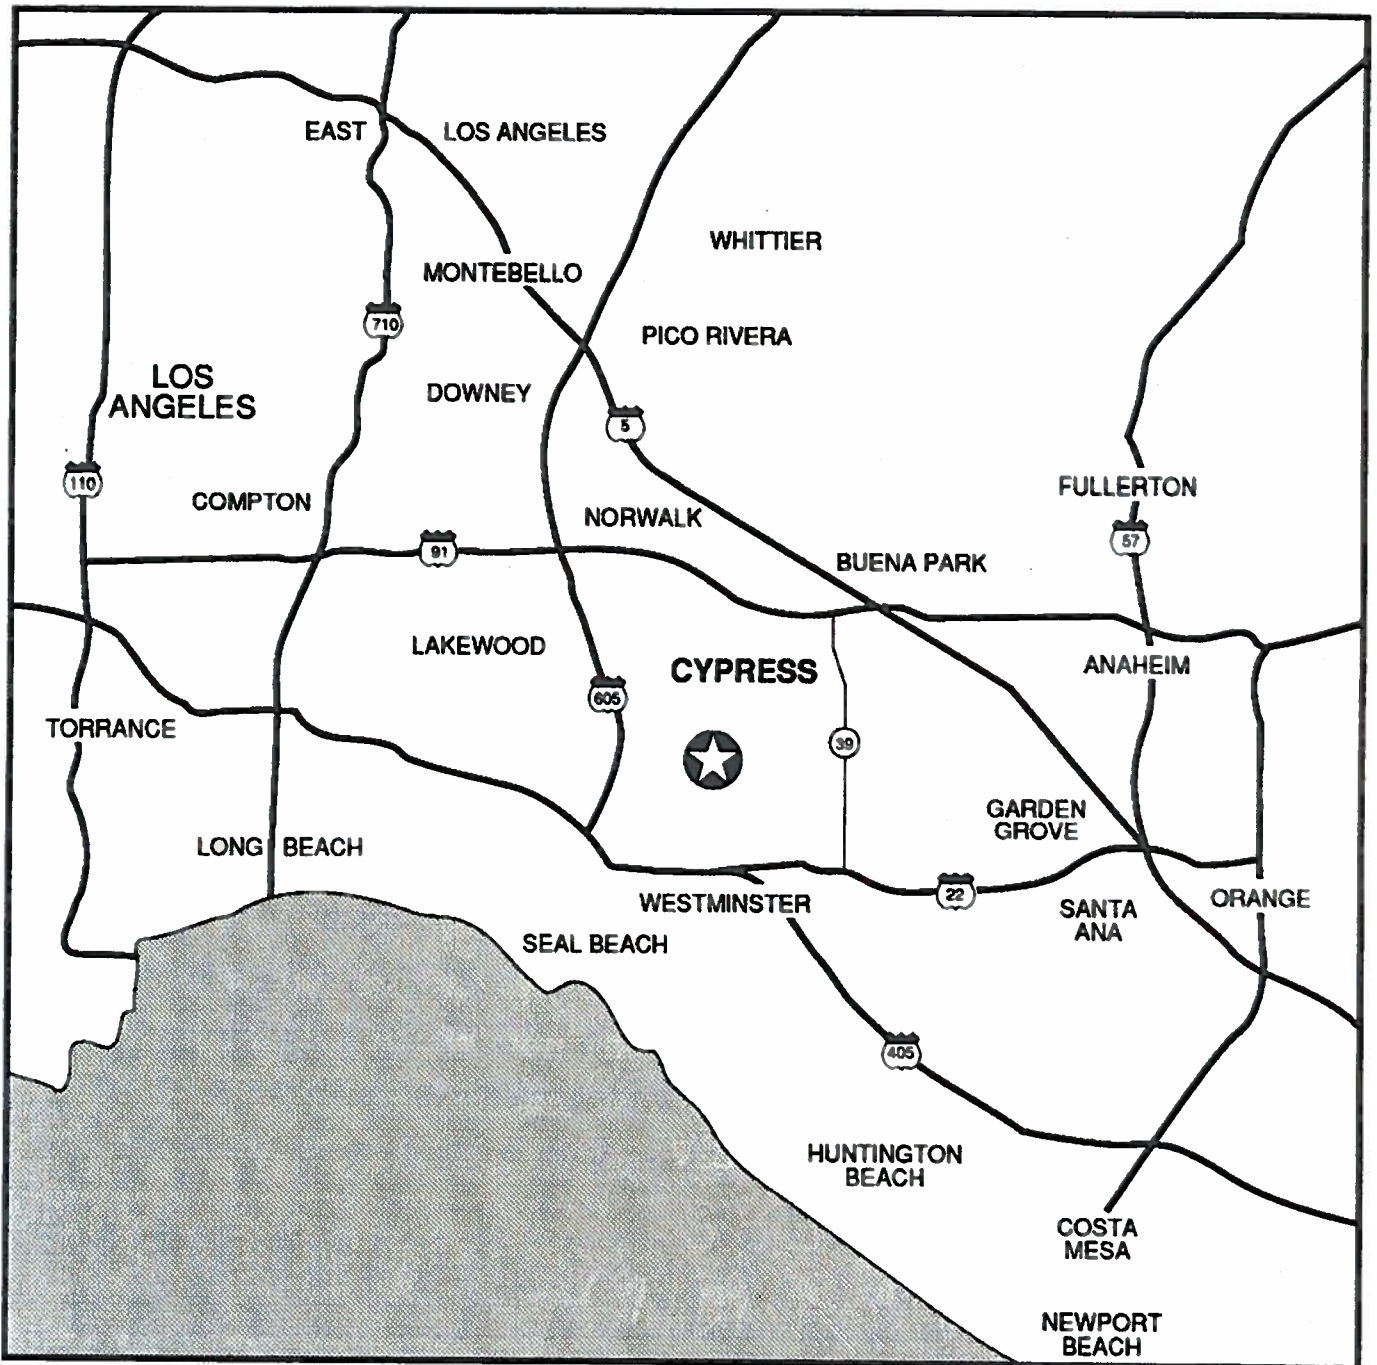 EAST
LOS ANGELES
WHITTIER
MONTEBELLO
710
PICO RIVERA
LOS
ANGELES
DOWNEY
5
110
COMPTON
FULLERTON
NORWALK
57
91
BUENA PARK
LAKEWOOD
CYPRESS
ANAHEIM
605
TORRANCE
39
GARDEN
GROVE
LONG BEACH
WESTMINSTER
22
SANTA
ANA
ORANGE
SEAL BEACH
405
HUNTINGTON
BEACH
COSTA
MESA
NEWPORT
BEACH